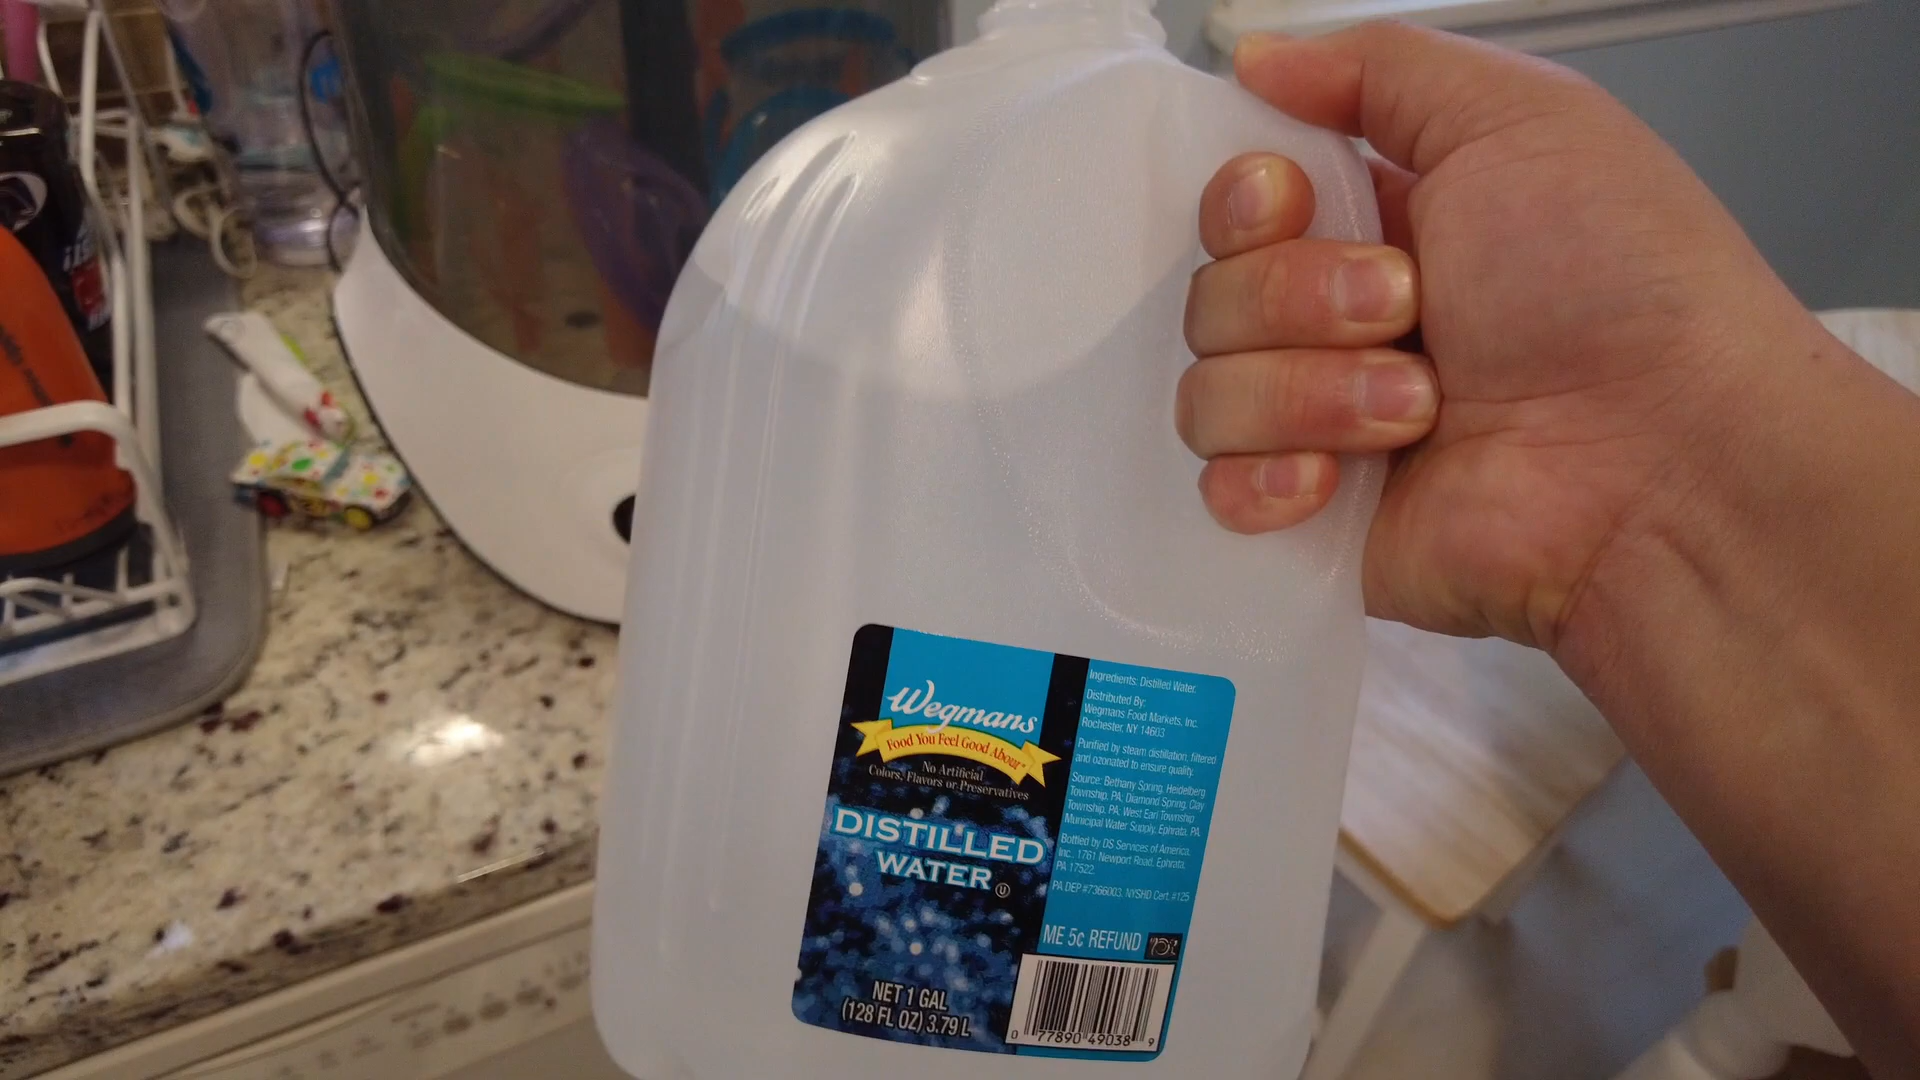 Wegmans
Food You Feel Good About
No Artificial
Colors, Flavors or Preservatives
DISTILLED
WATER
U
NET 1 GAL
(128 FL OZ) 3.79 L
Ingredients: Distilled Water.
Distributed By:
Wegmans Food Markets, Inc.
Rochester, NY 14603
Purified by steam distillation, filtered
and ozonated to ensure quality.
Source: Bethany Spring, Heidelberg
Township, PA; Diamond Spring, Clay
Township, PA; West Earl Township
Municipal Water Supply, Ephrata, PA.
Bottled by DS Services of America,
Inc., 1761 Newport Road, Ephrata,
PA 17522.
PA DEP #7366003, NYSHD Cert. #125
ME 5¢ REFUND
0 77890 49038 9